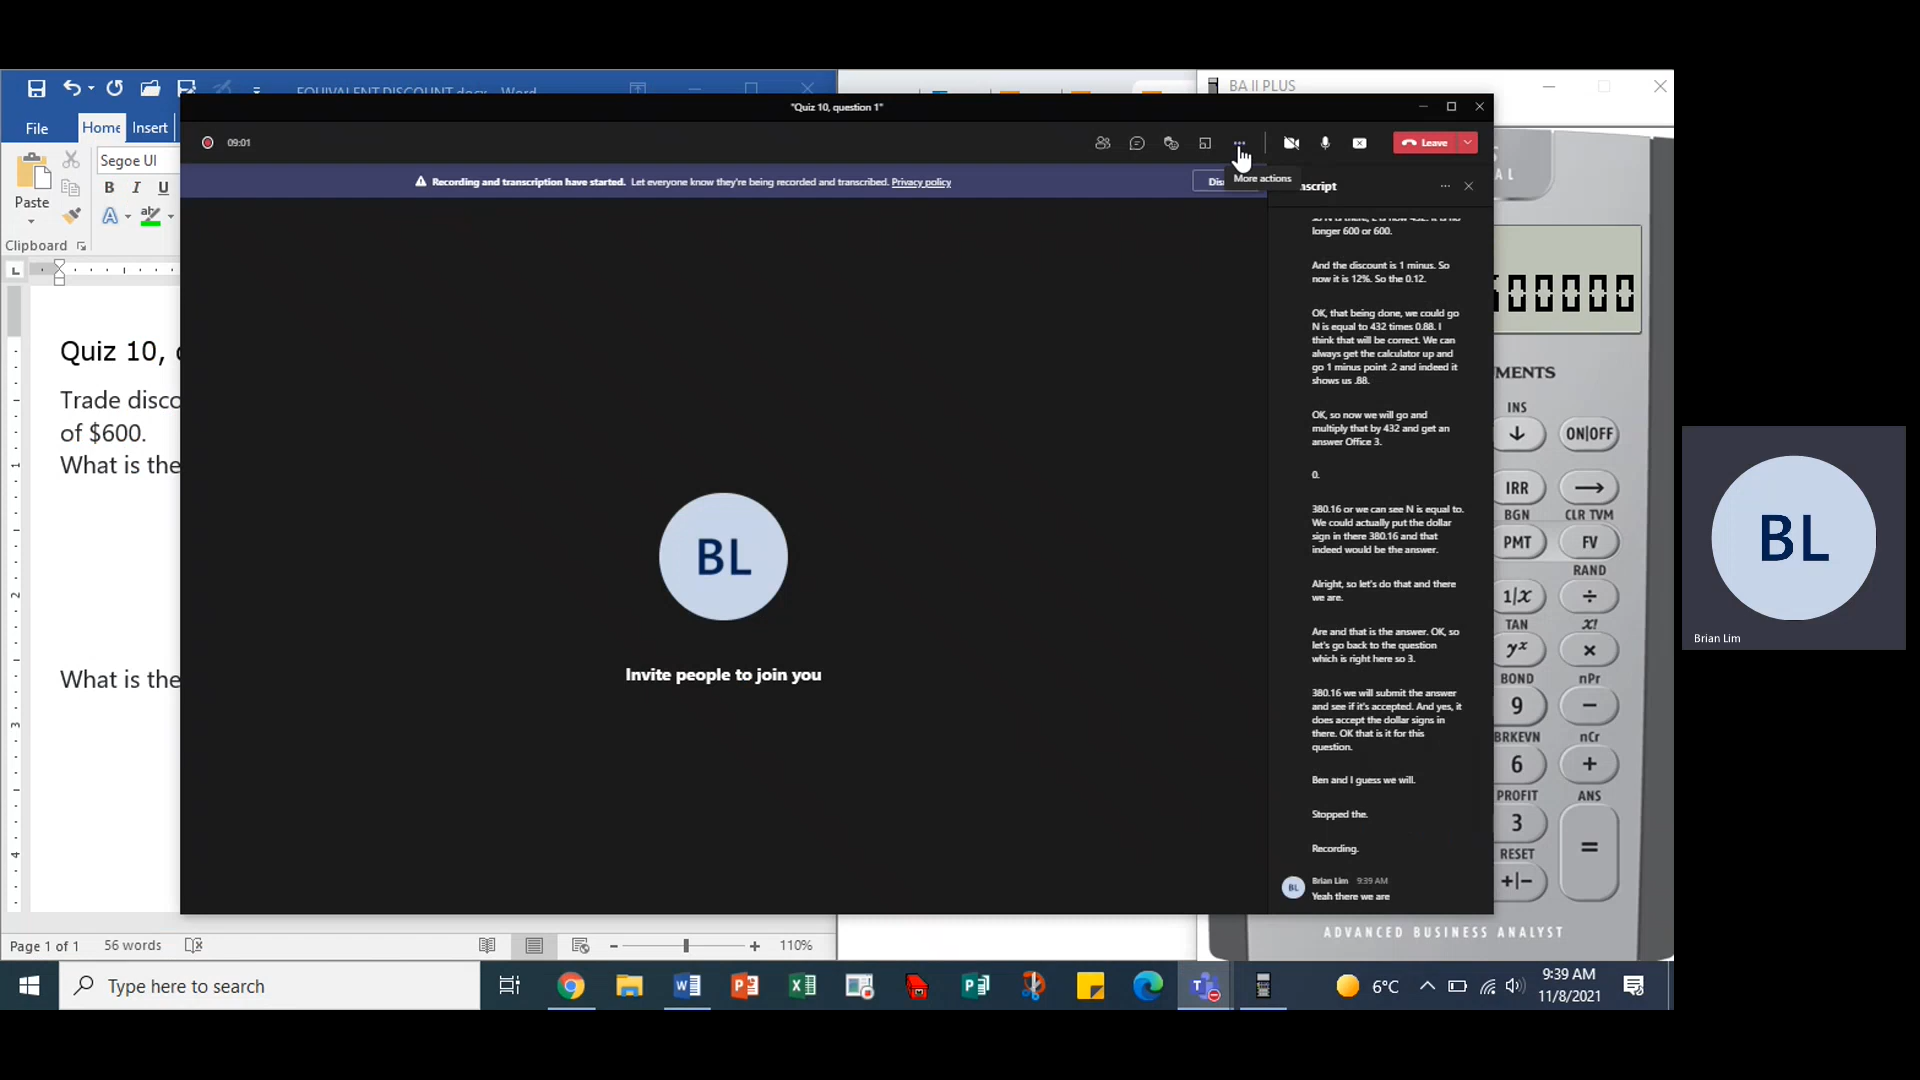 EQUIVALENT DISCOUNT.docx - Word
BA II PLUS
"Quiz 10, question 1"
File
Home
Insert
09:01
Leave
Segoe UI
B I U
Paste
Clipboard
Recording and transcription have started. Let everyone know they're being recorded and transcribed. Privacy policy
More actions
longer 600 or 600.
And the discount is 1 minus. So
now it is 12%. So the 0.12.
OK, that being done, we could go
N is equal to 432 times 0.88. I
think that will be correct. We can
always get the calculator up and
go 1 minus point .2 and indeed it
shows us .88.
OK, so now we will go and
multiply that by 432 and get an
answer Office 3.
0.
380.16 or we can see N is equal to.
We could actually put the dollar
sign in there 380.16 and that
indeed would be the answer.
Alright, so let's do that and there
we are.
Are and that is the answer. OK, so
let's go back to the question
which is right here so 3.
380.16 we will submit the answer
and see if it's accepted. And yes, it
does accept the dollar signs in
there. OK that is it for this
question.
Ben and I guess we will.
Stopped the.
Recording.
BL
Brian Lim 9:39 AM
Yeah there we are
Quiz 10,
Trade disco
of $600.
What is the
What is the
1
2
3
4
BL
Invite people to join you
BL
Brian Lim
AL
00000
MENTS
INS
↓ ON|OFF
IRR →
BGN CLR TVM
PMT FV
RAND
1/x ÷
TAN x!
yˣ ×
BOND nPr
9 −
BRKEVN nCr
6 +
PROFIT ANS
3 =
RESET
+|−
ADVANCED BUSINESS ANALYST
Page 1 of 1 56 words
110%
Type here to search
6°C
9:39 AM
11/8/2021